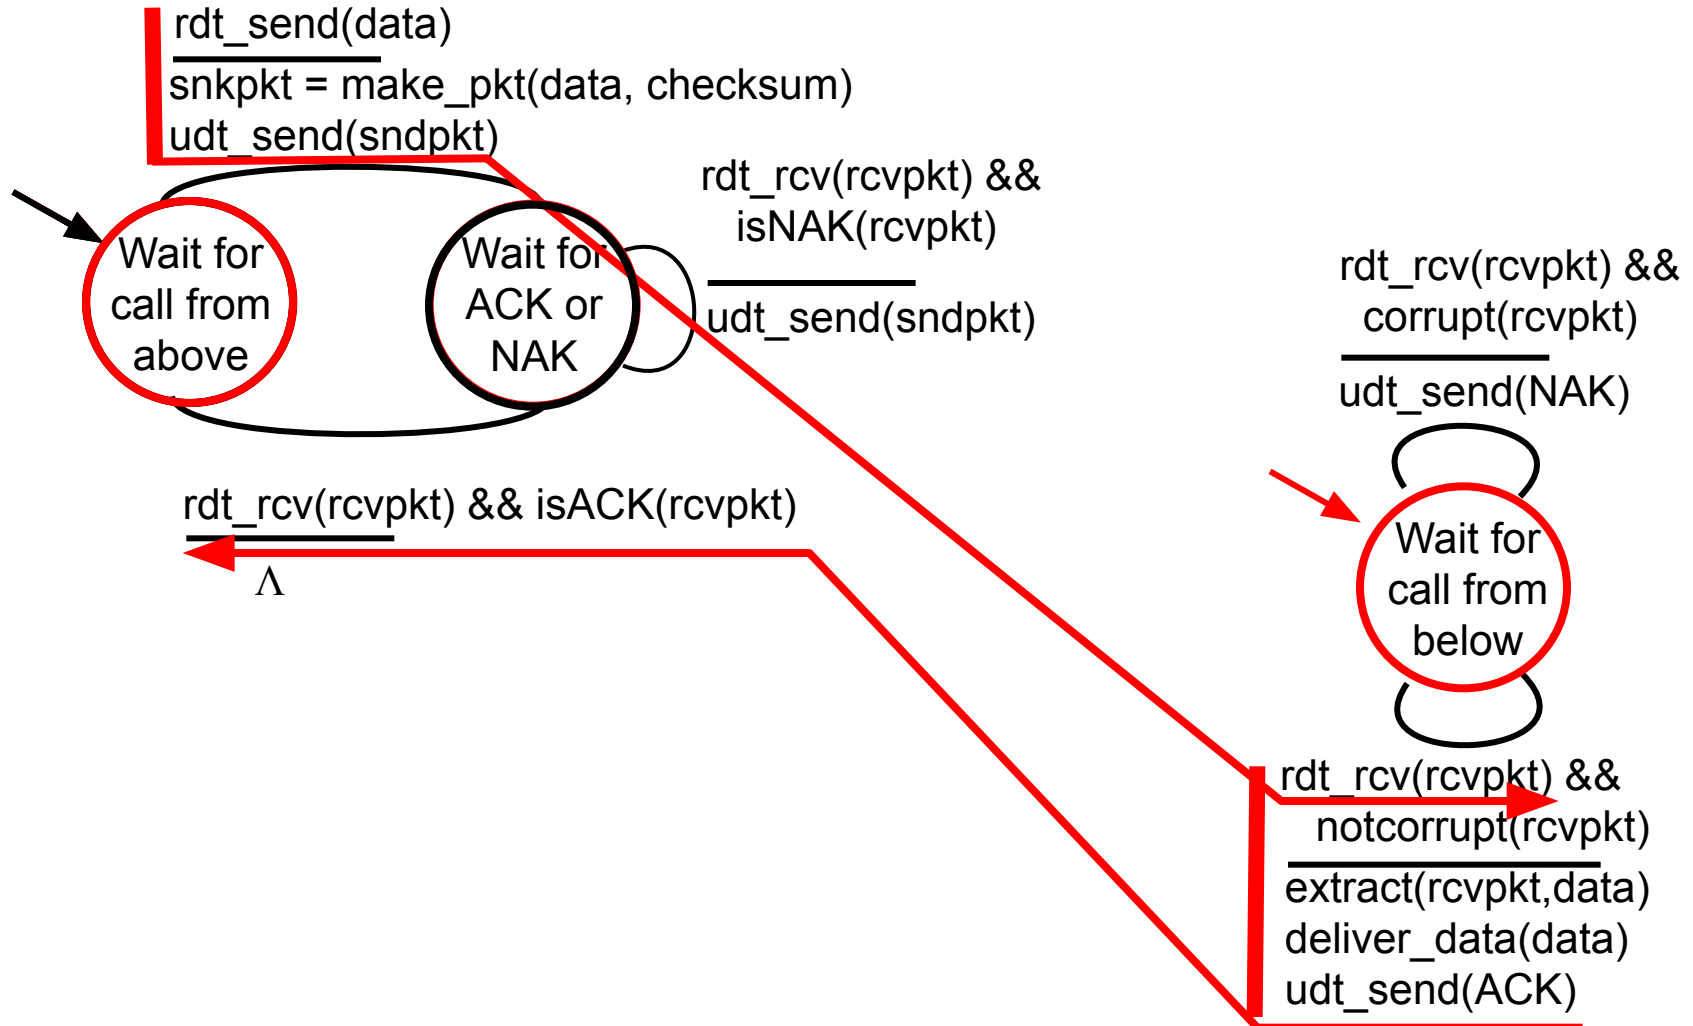 rdt_send(data)
snkpkt = make_pkt(data, checksum)
udt_send(sndpkt)
Wait for
call from
above
Wait for
ACK or
NAK
rdt_rcv(rcvpkt) &&
isNAK(rcvpkt)
udt_send(sndpkt)
rdt_rcv(rcvpkt) && isACK(rcvpkt)
Λ
rdt_rcv(rcvpkt) &&
corrupt(rcvpkt)
udt_send(NAK)
Wait for
call from
below
rdt_rcv(rcvpkt) &&
notcorrupt(rcvpkt)
extract(rcvpkt,data)
deliver_data(data)
udt_send(ACK)